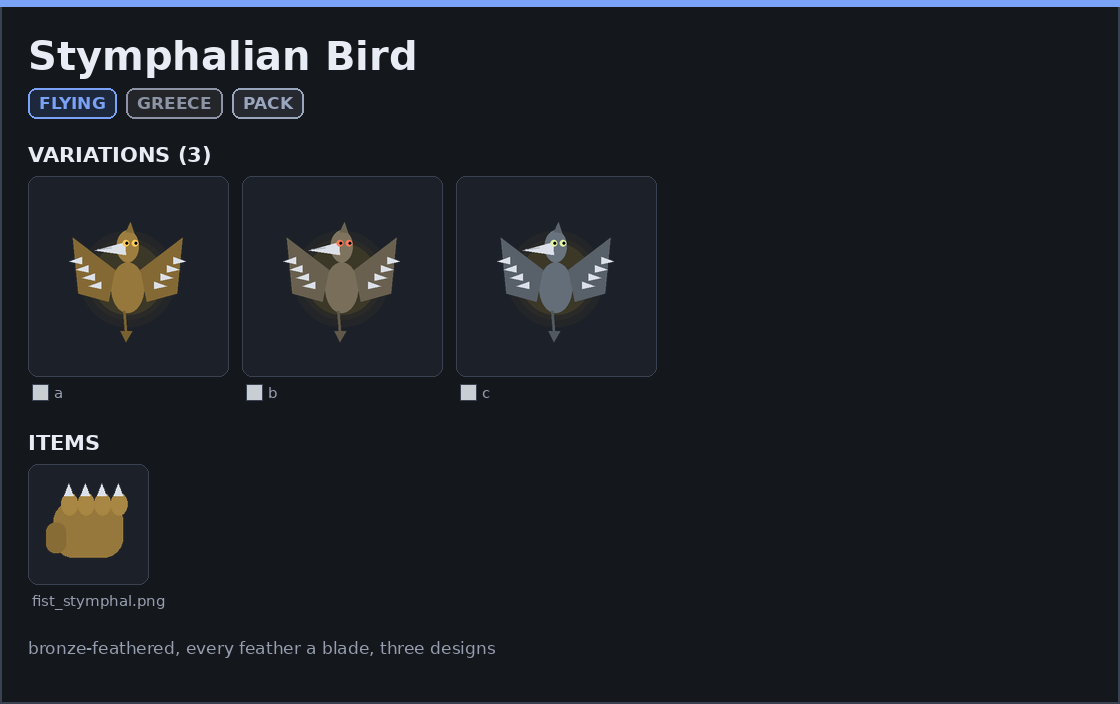 Stymphalian Bird
FLYING GREECE PACK
VARIATIONS (3)
a b c
ITEMS
fist_stymphal.png
bronze-feathered, every feather a blade, three designs